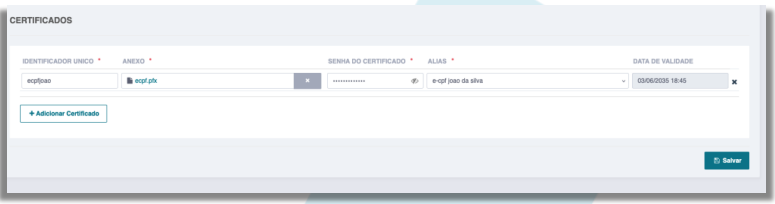 CERTIFICADOS
IDENTIFICADOR UNICO * ANEXO * SENHA DO CERTIFICADO * ALIAS * DATA DE VALIDADE
ecpfjoao ecpf.pfx × ············· e-cpf joao da silva 03/06/2035 18:45 ×
+ Adicionar Certificado
Salvar